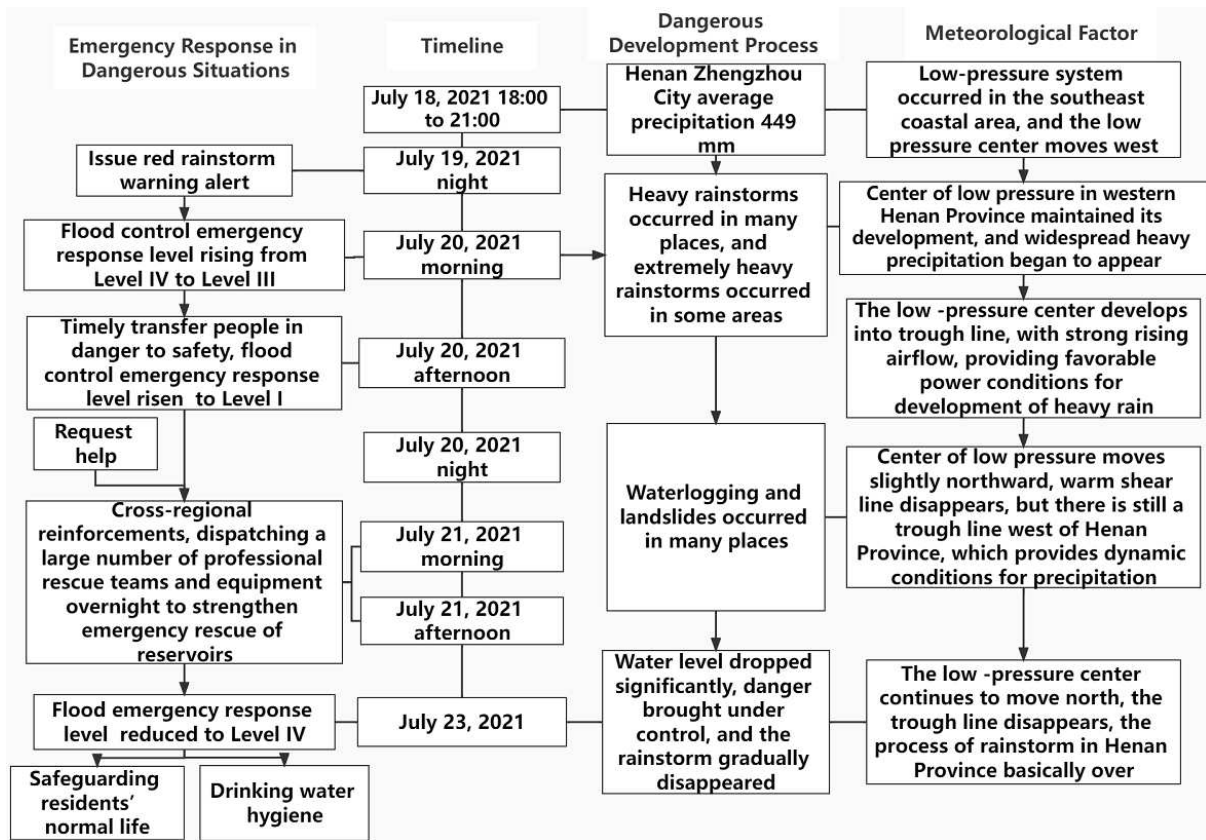 Emergency Response in
Dangerous Situations
Timeline
Dangerous
Development Process
Meteorological Factor
July 18, 2021 18:00
to 21:00
Henan Zhengzhou
City average
precipitation 449
mm
Low-pressure system
occurred in the southeast
coastal area, and the low
pressure center moves west
Issue red rainstorm
warning alert
July 19, 2021
night
Heavy rainstorms
occurred in many
places, and
extremely heavy
rainstorms occurred
in some areas
Center of low pressure in western
Henan Province maintained its
development, and widespread heavy
precipitation began to appear
Flood control emergency
response level rising from
Level IV to Level III
July 20, 2021
morning
The low -pressure center develops
into trough line, with strong rising
airflow, providing favorable
power conditions for
development of heavy rain
Timely transfer people in
danger to safety, flood
control emergency response
level risen to Level I
July 20, 2021
afternoon
Request
help
July 20, 2021
night
Waterlogging and
landslides occurred
in many places
Center of low pressure moves
slightly northward, warm shear
line disappears, but there is still a
trough line west of Henan
Province, which provides dynamic
conditions for precipitation
Cross-regional
reinforcements, dispatching a
large number of professional
rescue teams and equipment
overnight to strengthen
emergency rescue of
reservoirs
July 21, 2021
morning
July 21, 2021
afternoon
Flood emergency response
level reduced to Level IV
July 23, 2021
Water level dropped
significantly, danger
brought under
control, and the
rainstorm gradually
disappeared
The low -pressure center
continues to move north, the
trough line disappears, the
process of rainstorm in Henan
Province basically over
Safeguarding
residents'
normal life
Drinking water
hygiene